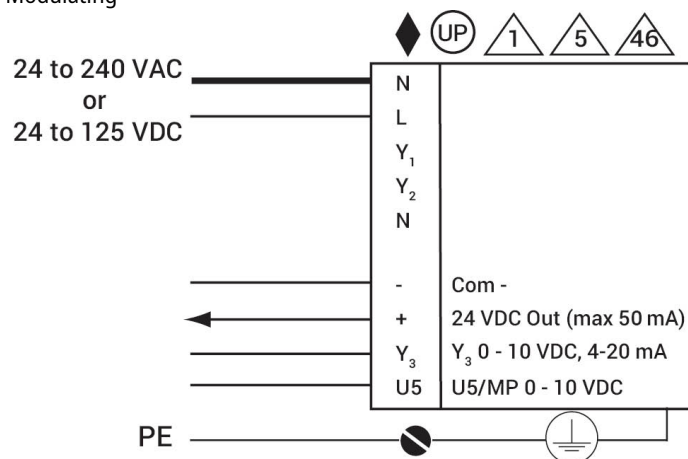 Modulating
UP 1 5 46
24 to 240 VAC
or
24 to 125 VDC
N
L
Y1
Y2
N
- Com -
+ 24 VDC Out (max 50 mA)
Y3 Y3 0 - 10 VDC, 4-20 mA
U5 U5/MP 0 - 10 VDC
PE